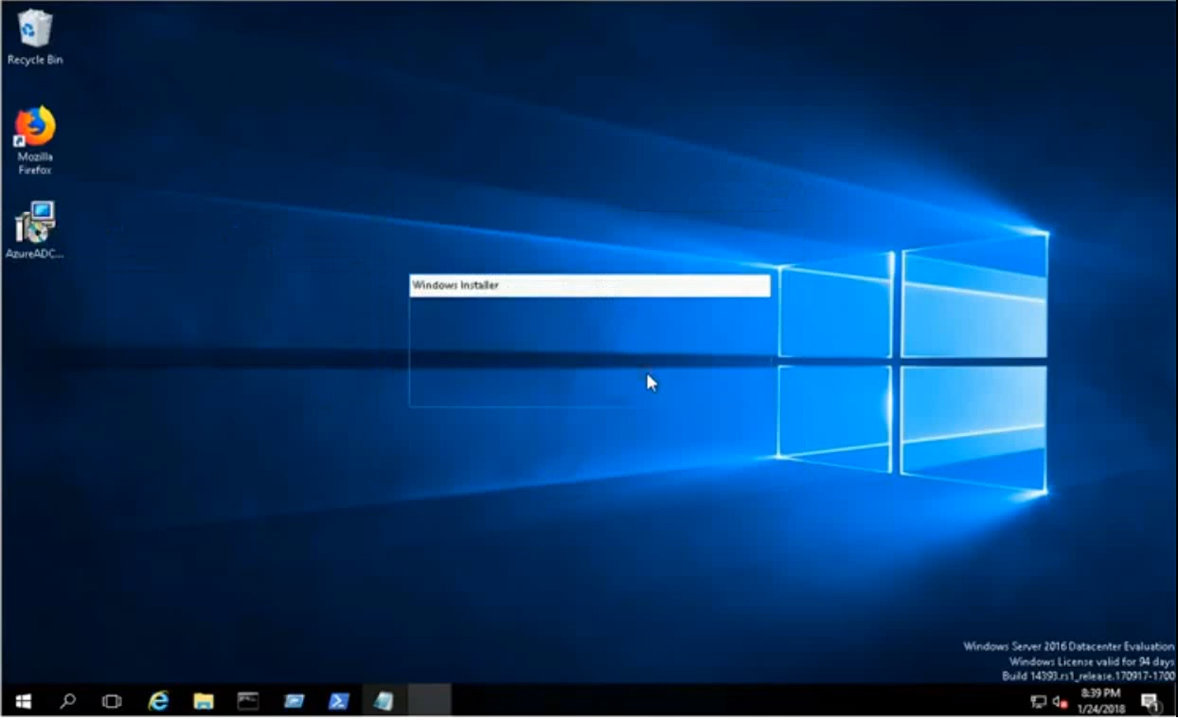 Recycle Bin
Mozilla
Firefox
AzureADC...
Windows Installer
Windows Server 2016 Datacenter Evaluation
Windows License valid for 94 days
Build 14393.rs1_release.170917-1700
8:39 PM
1/24/2018
1